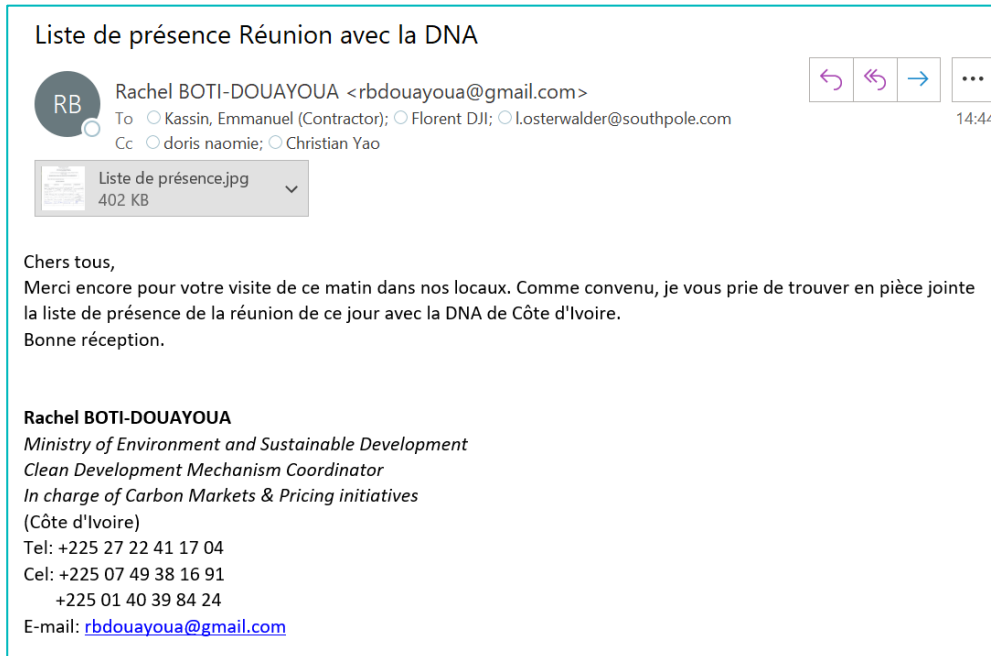 Liste de présence Réunion avec la DNA
RB
Rachel BOTI-DOUAYOUA <rbdouayoua@gmail.com>
To Kassin, Emmanuel (Contractor); Florent DJI; l.osterwalder@southpole.com
14:44
Cc doris naomie; Christian Yao
Liste de présence.jpg
402 KB
Chers tous,
Merci encore pour votre visite de ce matin dans nos locaux. Comme convenu, je vous prie de trouver en pièce jointe
la liste de présence de la réunion de ce jour avec la DNA de Côte d'Ivoire.
Bonne réception.
Rachel BOTI-DOUAYOUA
Ministry of Environment and Sustainable Development
Clean Development Mechanism Coordinator
In charge of Carbon Markets & Pricing initiatives
(Côte d'Ivoire)
Tel: +225 27 22 41 17 04
Cel: +225 07 49 38 16 91
+225 01 40 39 84 24
E-mail: rbdouayoua@gmail.com